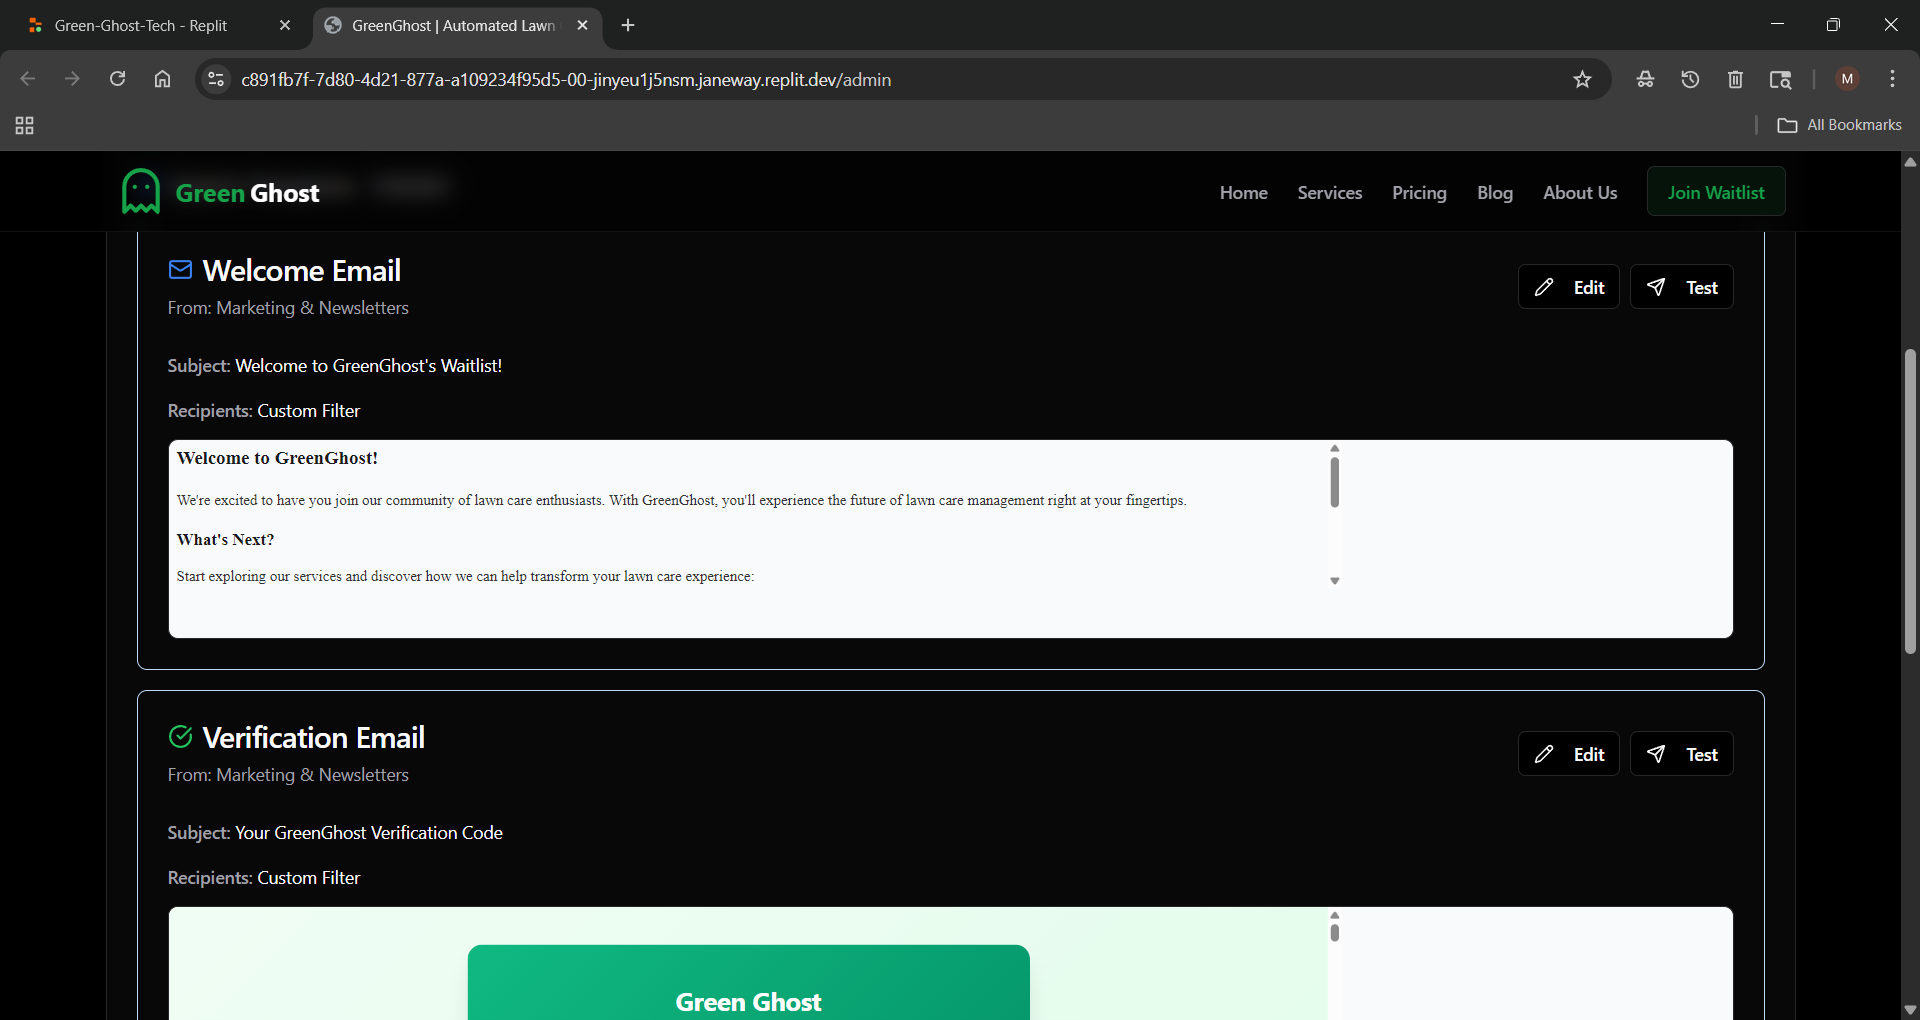 Green-Ghost-Tech - Replit
GreenGhost | Automated Lawn
c891fb7f-7d80-4d21-877a-a109234f95d5-00-jinyeu1j5nsm.janeway.replit.dev/admin
M
All Bookmarks
Green Ghost
Home
Services
Pricing
Blog
About Us
Join Waitlist
Welcome Email
From: Marketing & Newsletters
Edit
Test
Subject: Welcome to GreenGhost's Waitlist!
Recipients: Custom Filter
Welcome to GreenGhost!
We're excited to have you join our community of lawn care enthusiasts. With GreenGhost, you'll experience the future of lawn care management right at your fingertips.
What's Next?
Start exploring our services and discover how we can help transform your lawn care experience:
Verification Email
From: Marketing & Newsletters
Edit
Test
Subject: Your GreenGhost Verification Code
Recipients: Custom Filter
Green Ghost